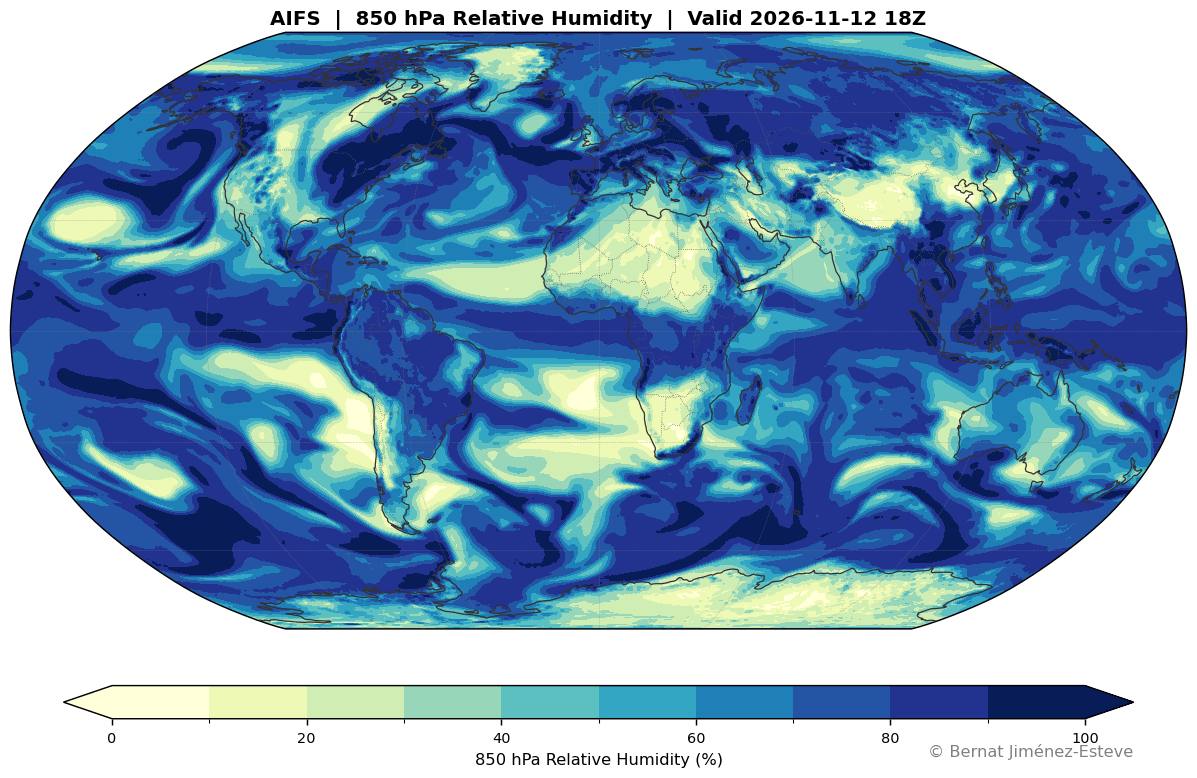 AIFS | 850 hPa Relative Humidity | Valid 2026-11-12 18Z
0 20 40 60 80 100
850 hPa Relative Humidity (%)
© Bernat Jiménez-Esteve